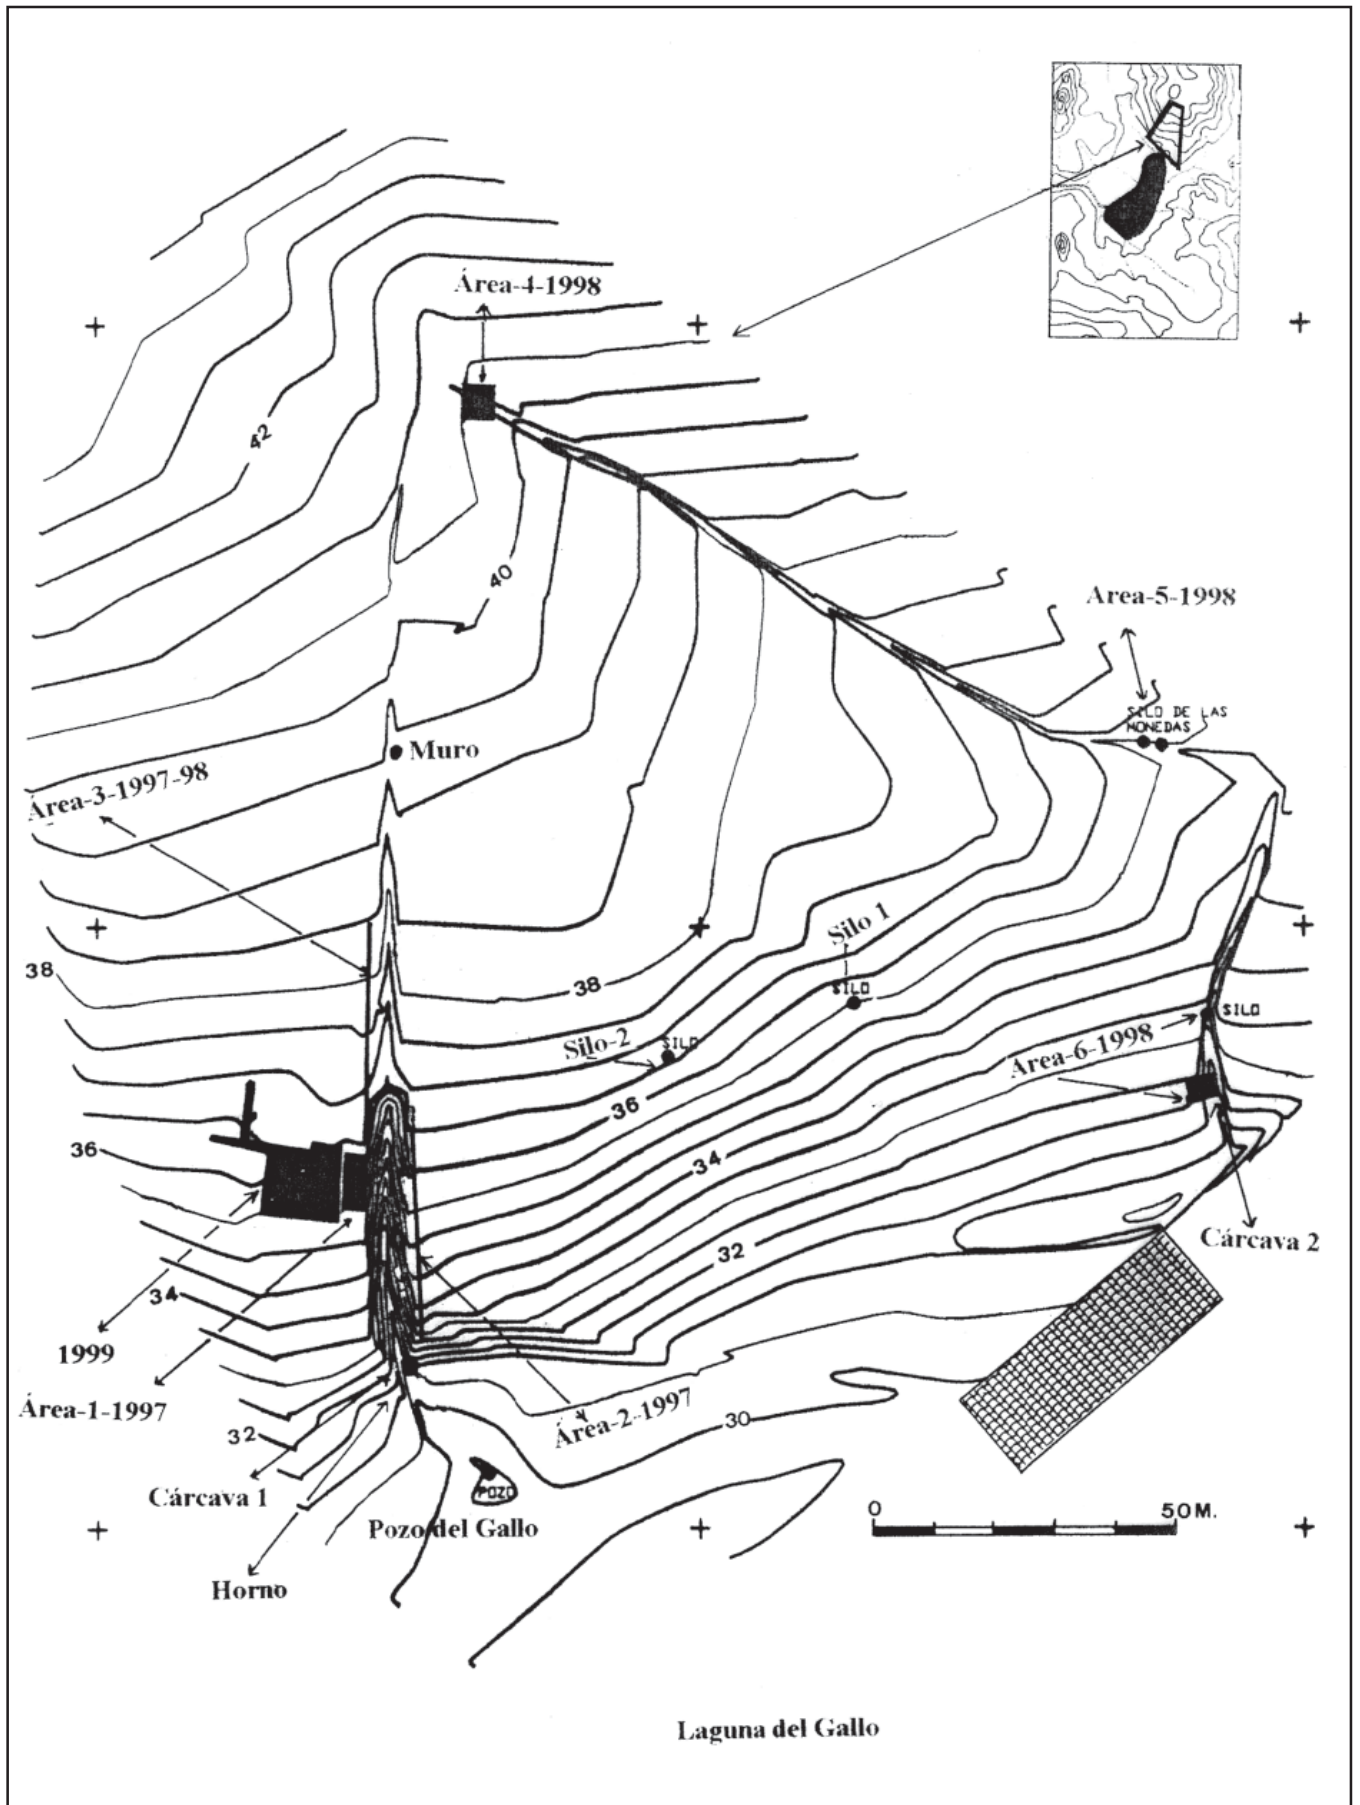 Área-4-1998
42
40
Area-5-1998
SILO DE LAS
MONEDAS
Muro
Área-3-1997-98
Silo 1
38
38
SILO
SILO
Silo-2
SILO
Area-6-1998
36
36
34
32
Cárcava 2
34
1999
Área-1-1997
Área-2-1997
30
32
Cárcava 1
POZO
Pozo del Gallo
0 50 M.
Horno
Laguna del Gallo